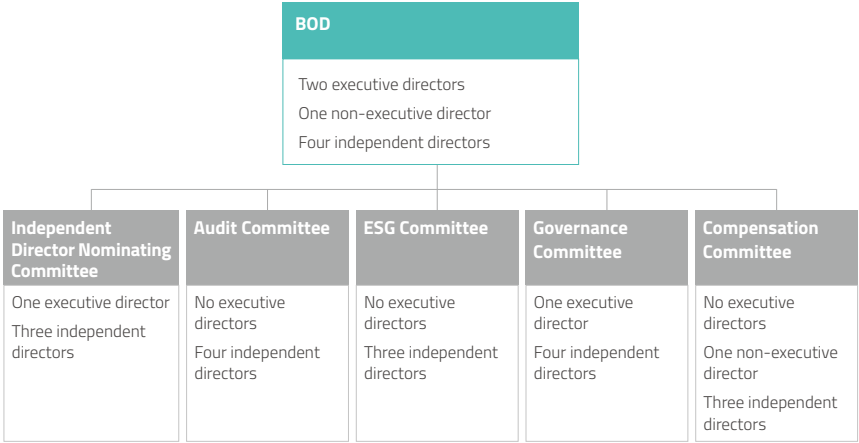 BOD
Two executive directors
One non-executive director
Four independent directors
Independent
Director Nominating
Committee
One executive director
Three independent
directors
Audit Committee
No executive
directors
Four independent
directors
ESG Committee
No executive
directors
Three independent
directors
Governance
Committee
One executive
director
Four independent
directors
Compensation
Committee
No executive
directors
One non-executive
director
Three independent
directors